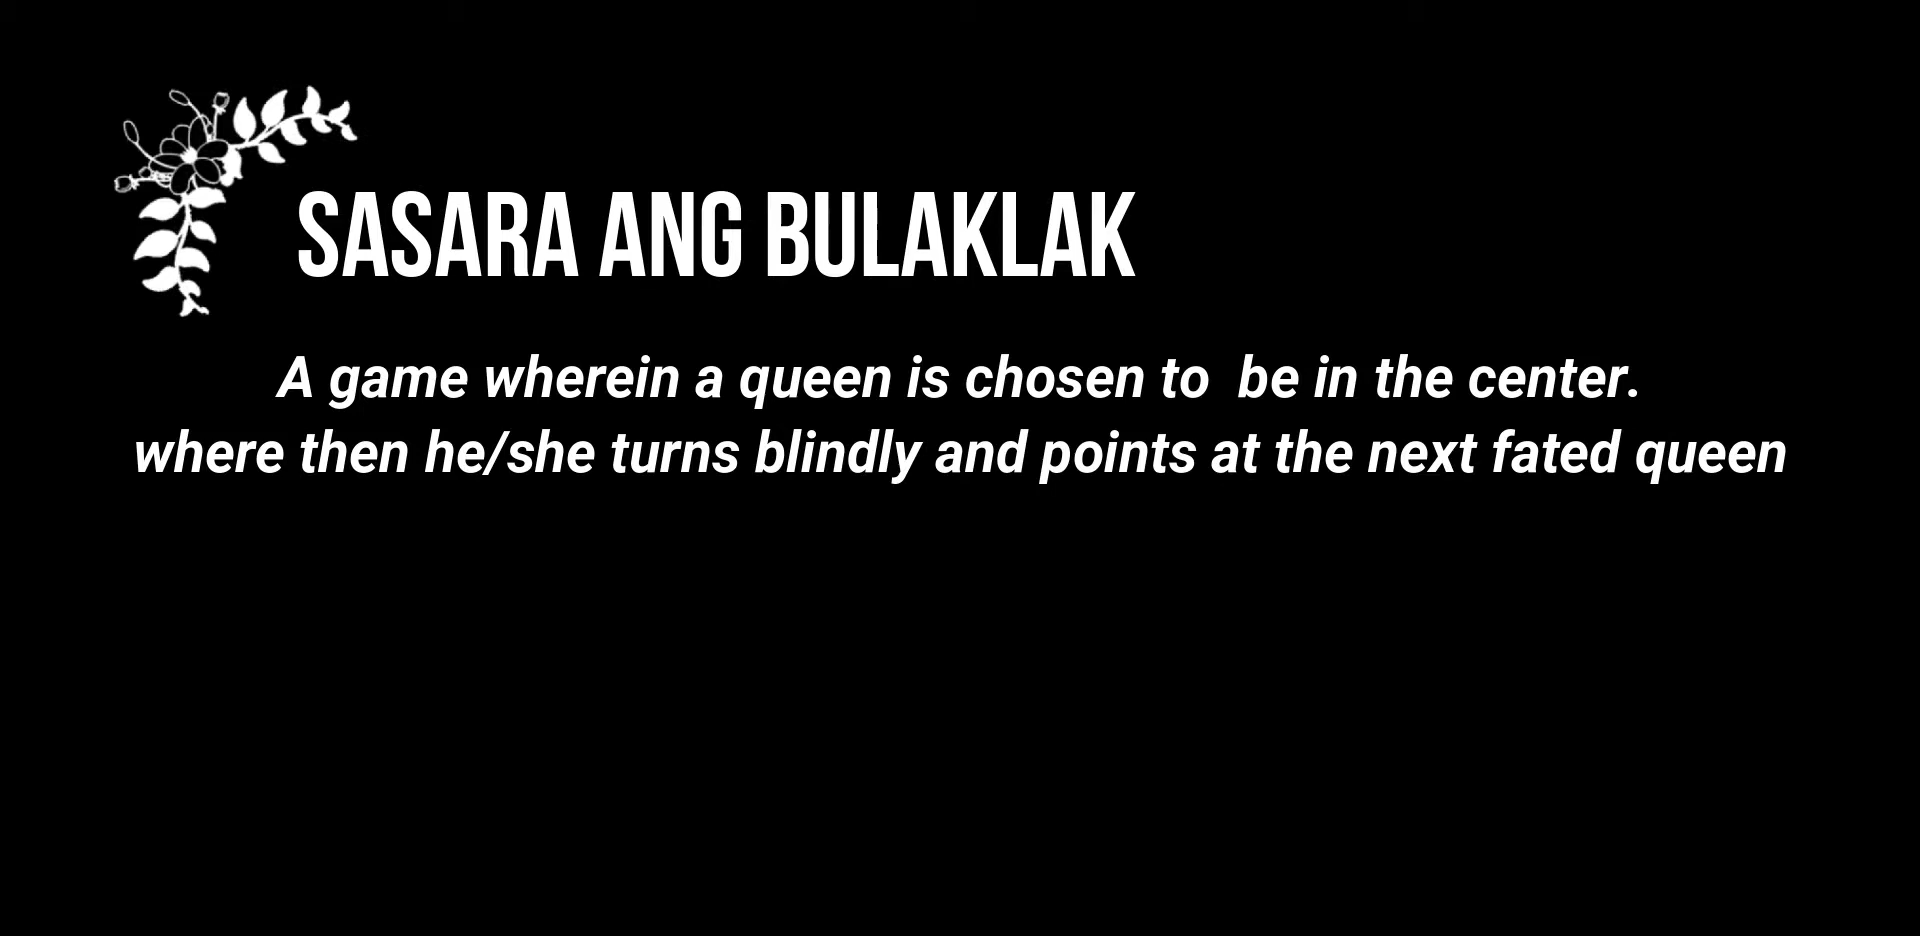 SASARA ANG BULAKLAK
A game wherein a queen is chosen to  be in the center.
where then he/she turns blindly and points at the next fated queen